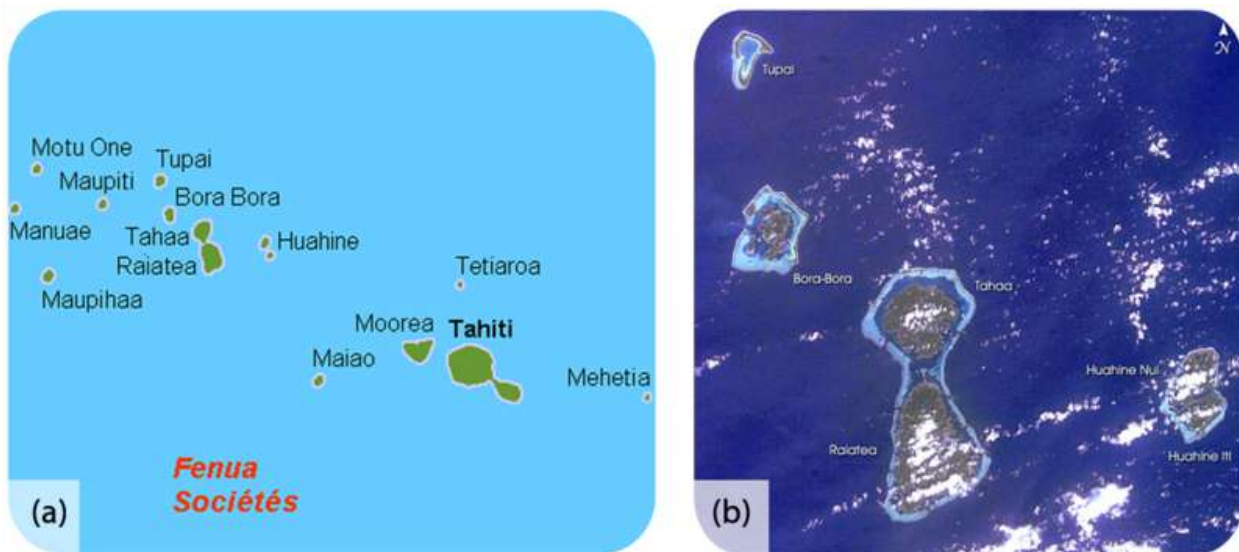 Motu One
Tupai
Maupiti
Bora Bora
Manuae
Tahaa
Huahine
Raiatea
Maupihaa
Tetiaroa
Moorea
Tahiti
Maiao
Mehetia
Fenua
Sociétés
(a)
N
Tupai
Bora-Bora
Tahaa
Huahine Nui
Raiatea
Huahine Iti
(b)